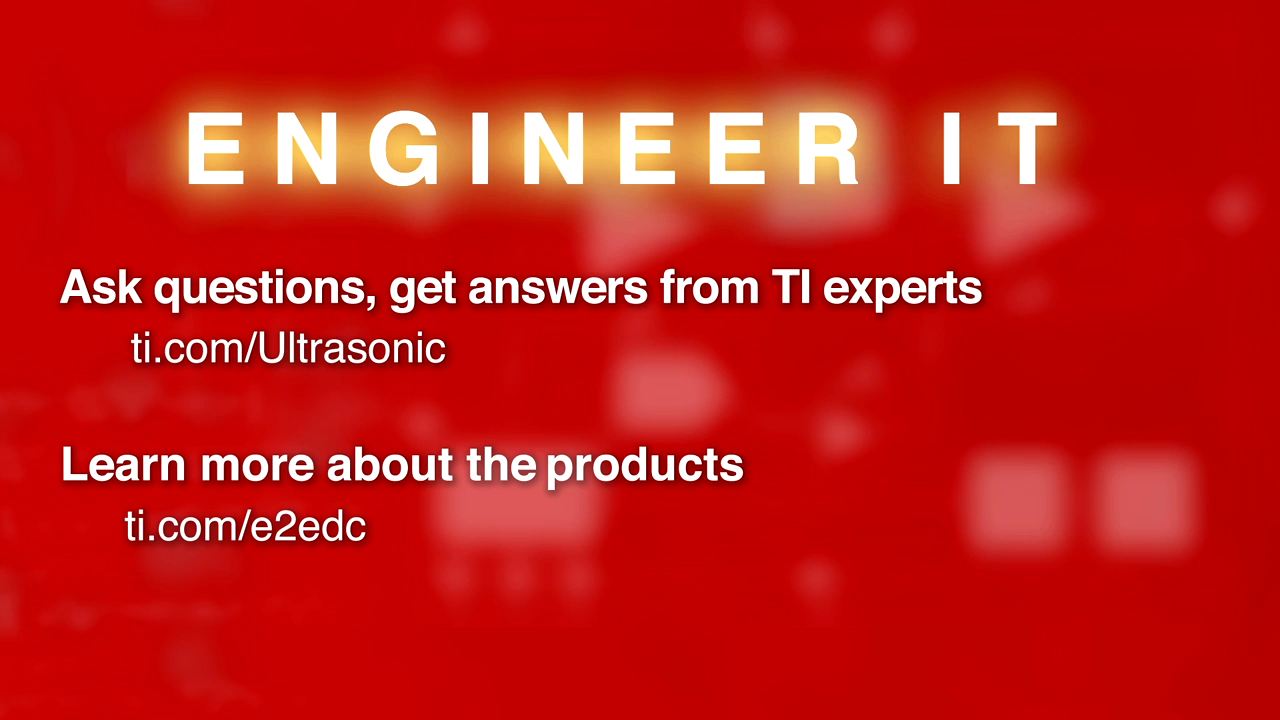 ENGINEER IT
Ask questions, get answers from TI experts
ti.com/Ultrasonic
Learn more about the products
ti.com/e2edc